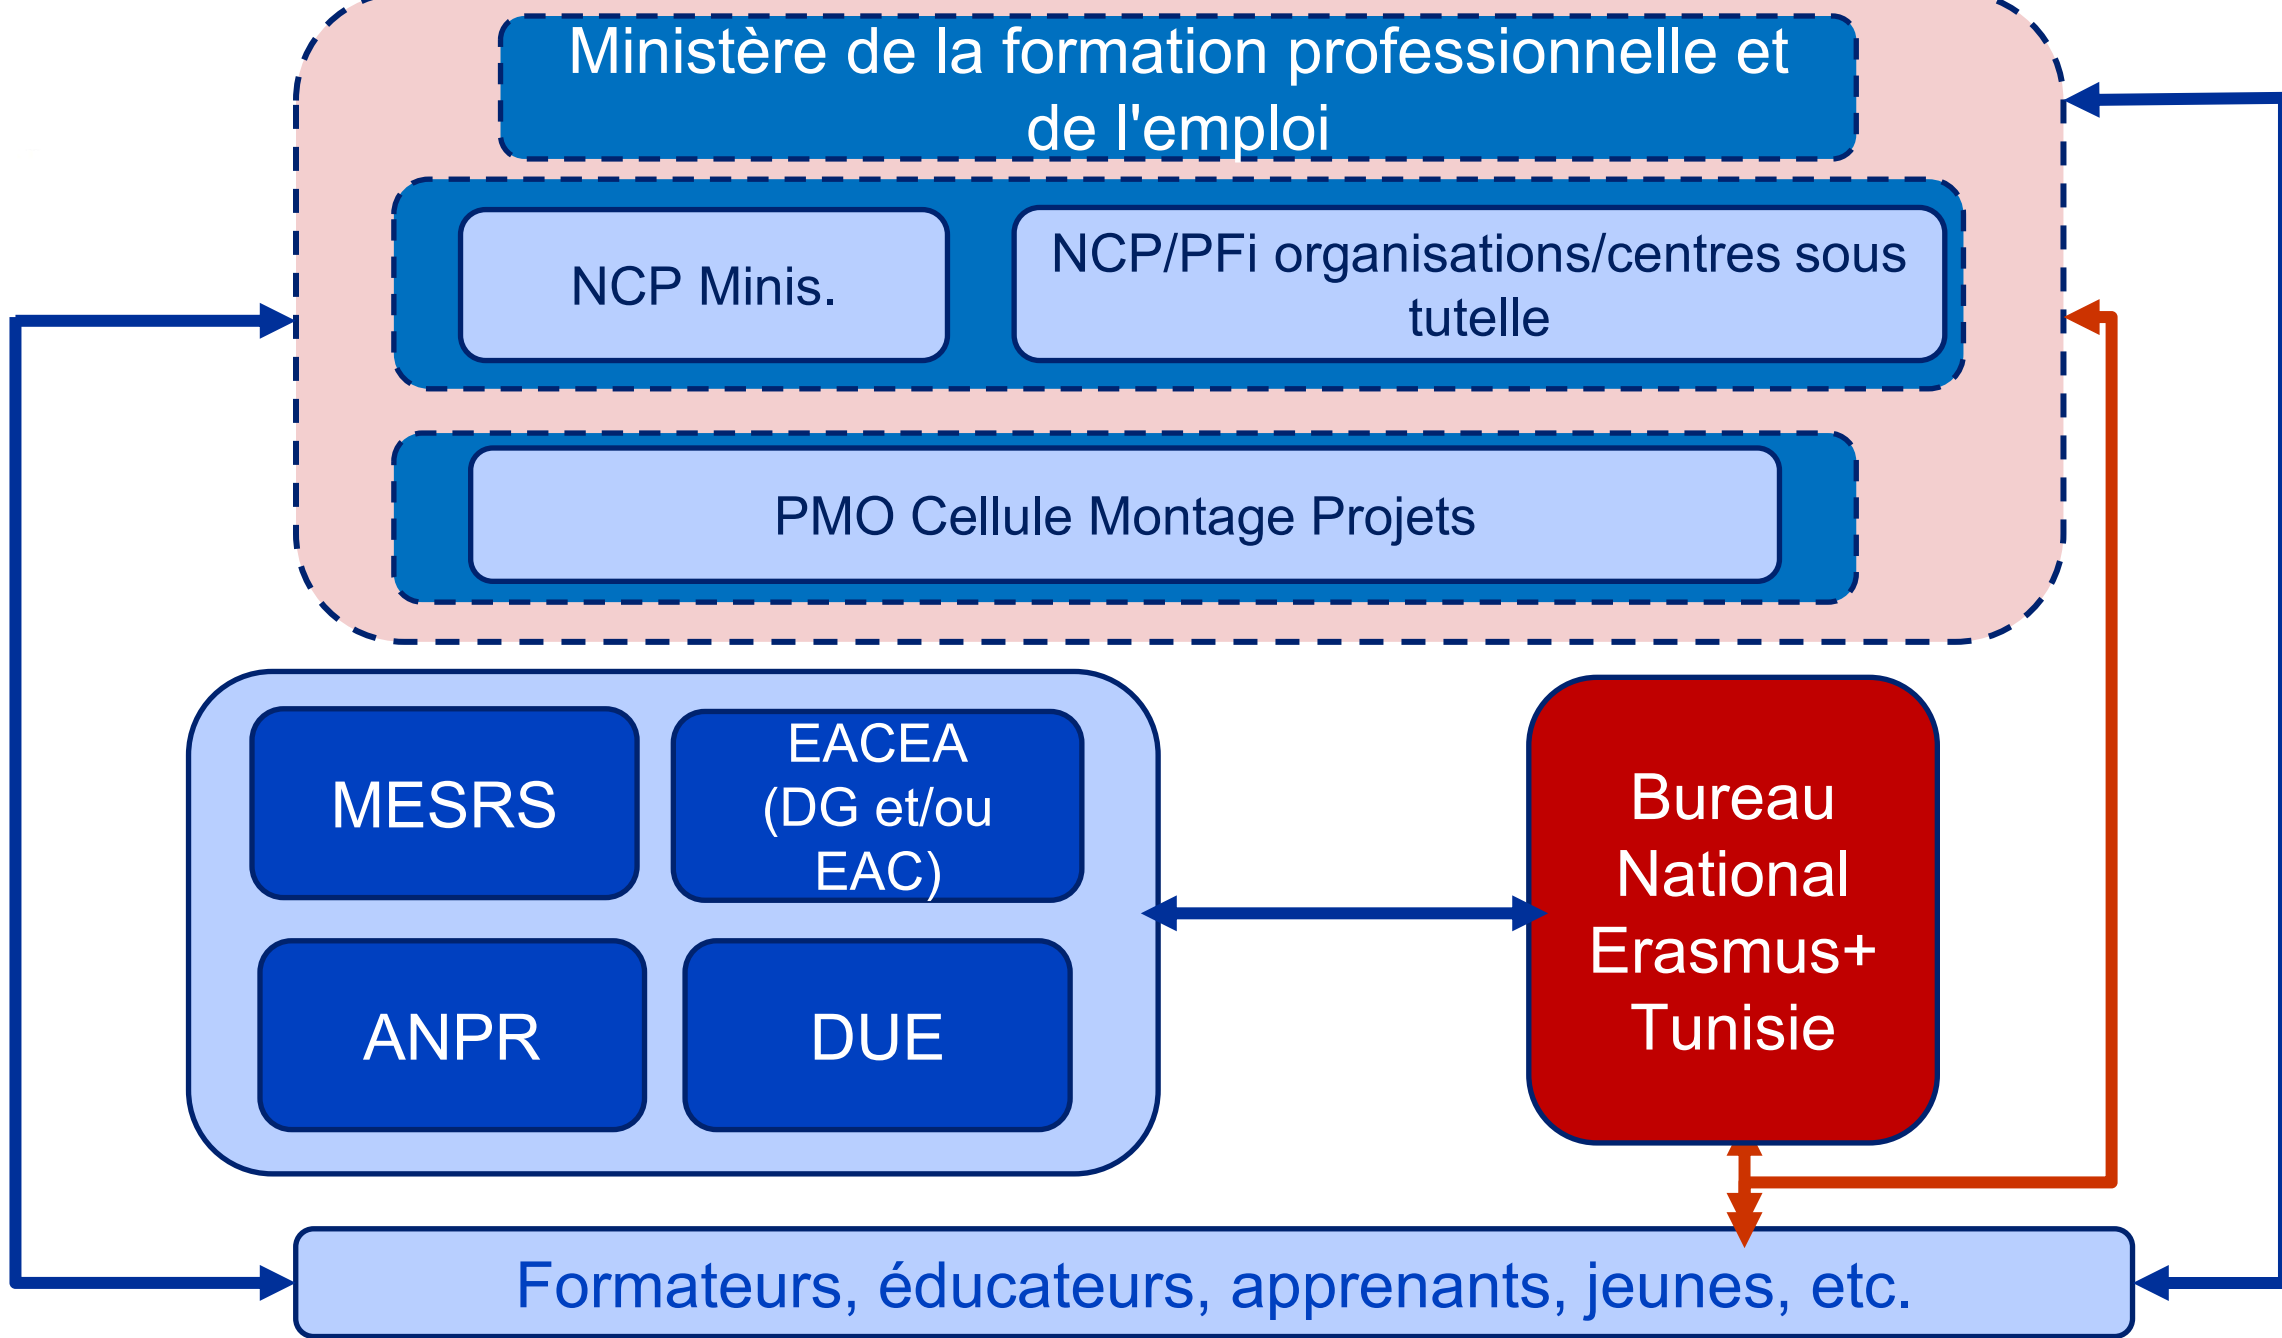 Ministère de la formation professionnelle et
de l'emploi
NCP Minis.
NCP/PFi organisations/centres sous
tutelle
PMO Cellule Montage Projets
MESRS
EACEA
(DG et/ou
EAC)
ANPR
DUE
Bureau
National
Erasmus+
Tunisie
Formateurs, éducateurs, apprenants, jeunes, etc.